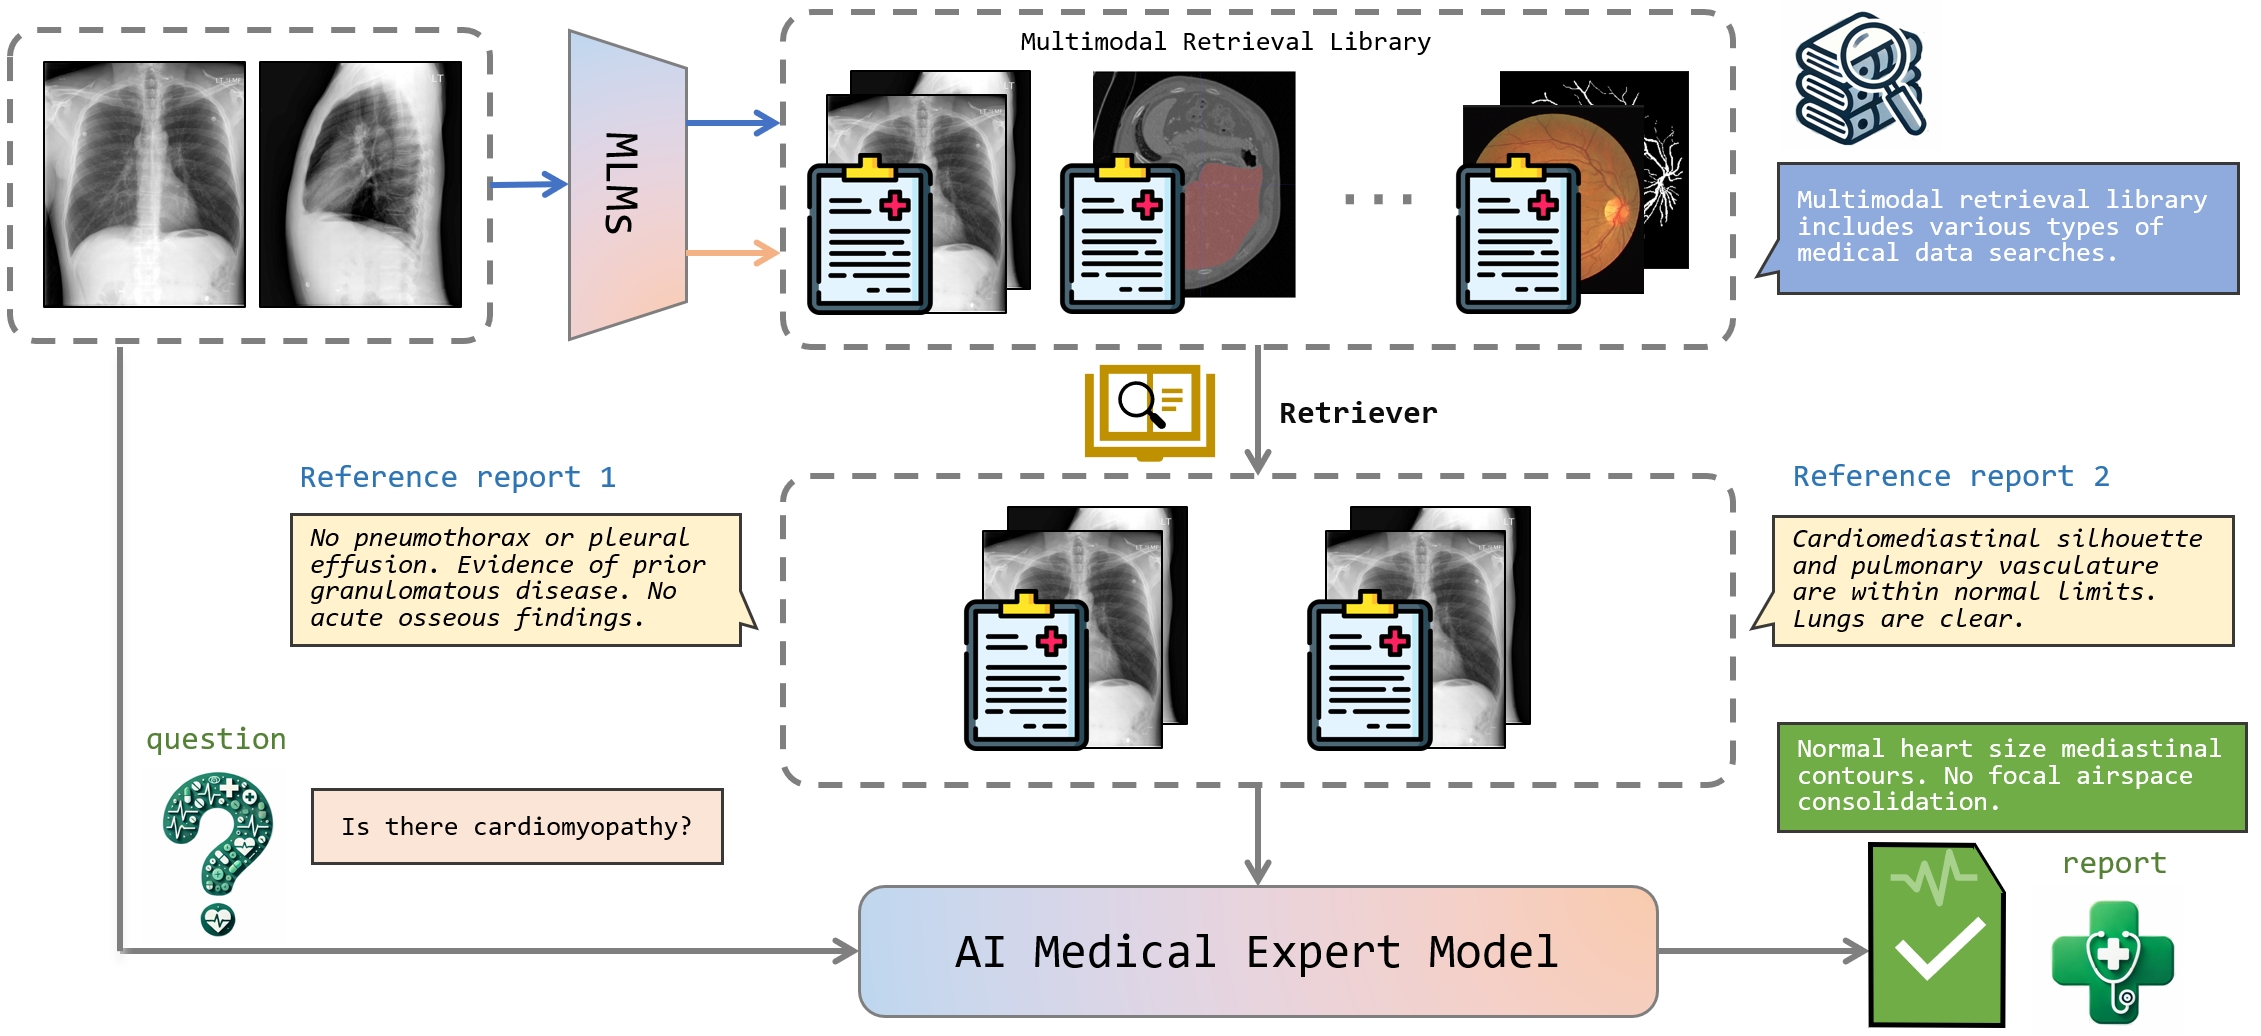 Multimodal Retrieval Library
LT
MLMs
Multimodal retrieval library
includes various types of
medical data searches.
Retriever
Reference report 1
No pneumothorax or pleural
effusion. Evidence of prior
granulomatous disease. No
acute osseous findings.
Reference report 2
Cardiomediastinal silhouette
and pulmonary vasculature
are within normal limits.
Lungs are clear.
LT
LT
question
Is there cardiomyopathy?
Normal heart size mediastinal
contours. No focal airspace
consolidation.
report
AI Medical Expert Model